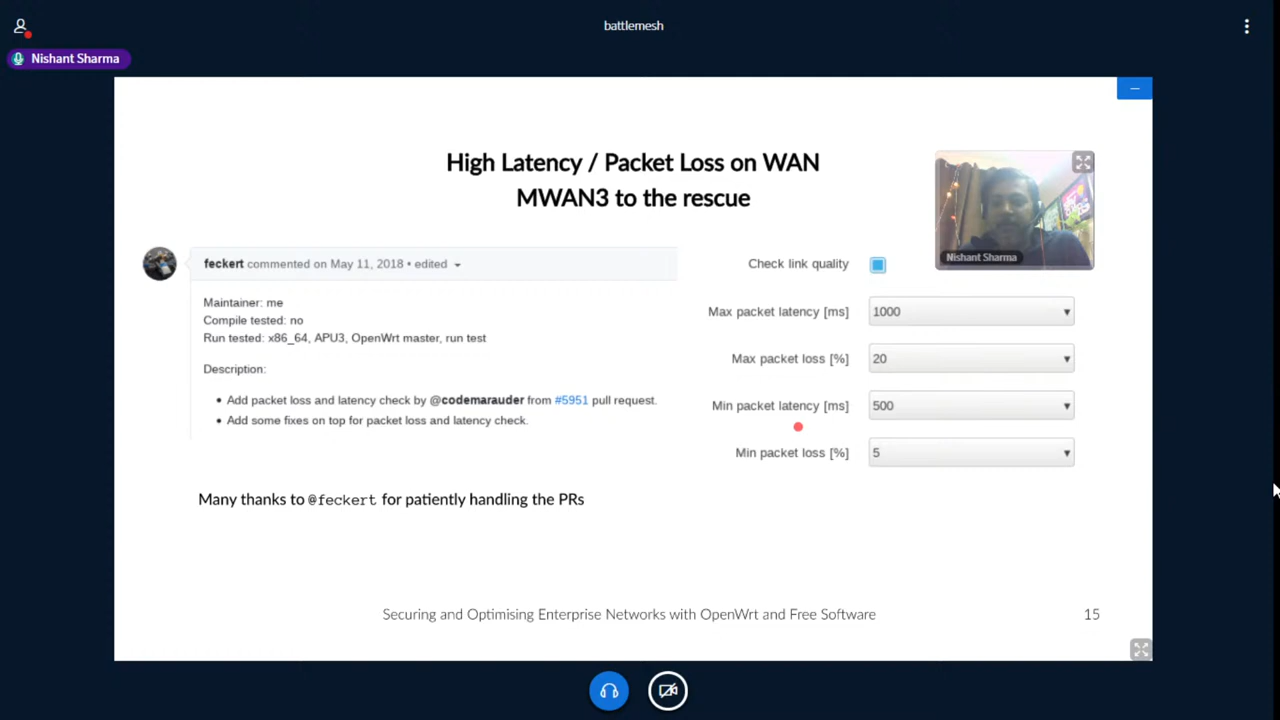 battlemesh
Nishant Sharma
High Latency / Packet Loss on WAN
MWAN3 to the rescue
Nishant Sharma
feckert commented on May 11, 2018 • edited
Maintainer: me
Compile tested: no
Run tested: x86_64, APU3, OpenWrt master, run test
Description:
• Add packet loss and latency check by @codemarauder from #5951 pull request.
• Add some fixes on top for packet loss and latency check.
Check link quality
Max packet latency [ms] 1000
Max packet loss [%] 20
Min packet latency [ms] 500
Min packet loss [%] 5
Many thanks to @feckert for patiently handling the PRs
Securing and Optimising Enterprise Networks with OpenWrt and Free Software 15